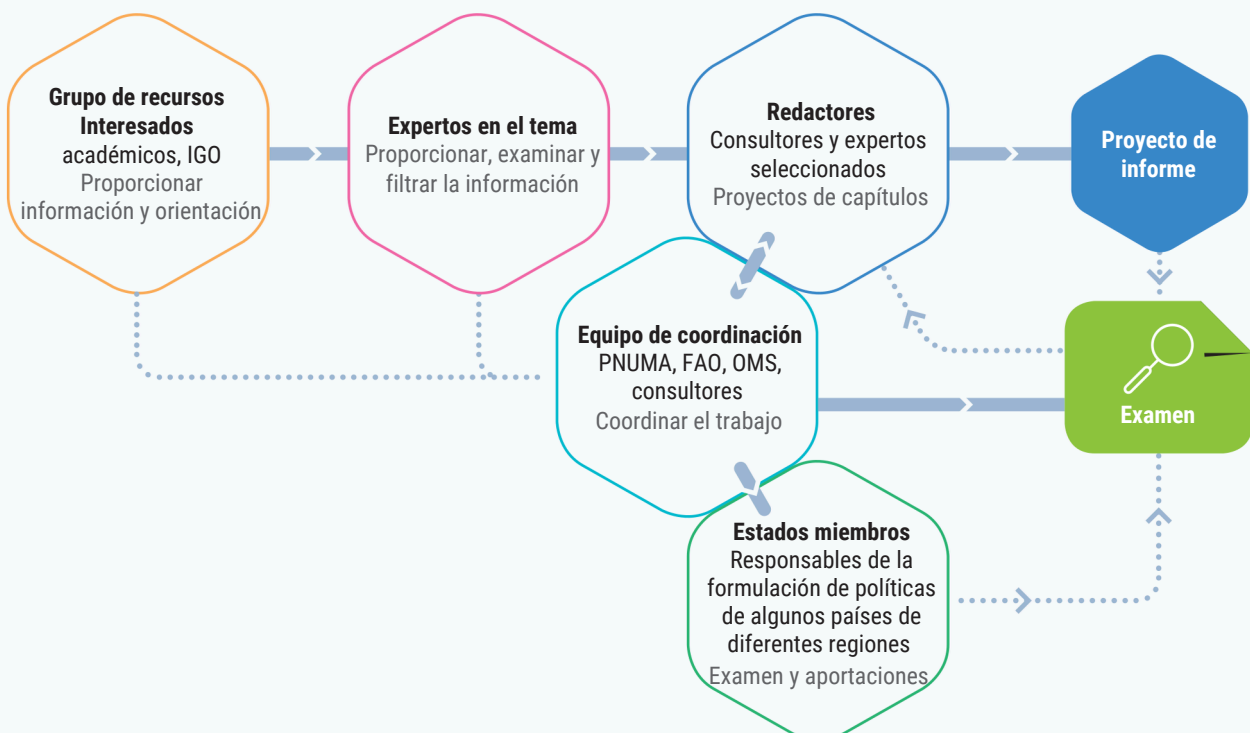 Grupo de recursos
Interesados
académicos, IGO
Proporcionar
información y orientación
Expertos en el tema
Proporcionar, examinar y
filtrar la información
Redactores
Consultores y expertos
seleccionados
Proyectos de capítulos
Proyecto de
informe
Equipo de coordinación
PNUMA, FAO, OMS,
consultores
Coordinar el trabajo
Examen
Estados miembros
Responsables de la
formulación de políticas
de algunos países de
diferentes regiones
Examen y aportaciones